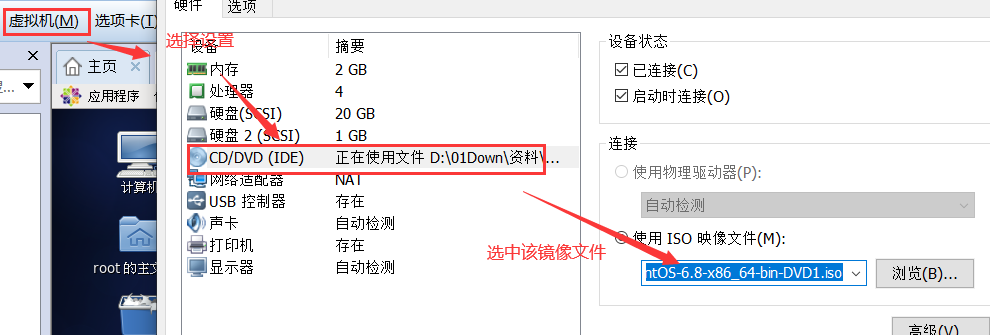 硬件 选项
虚拟机(M) 选项卡(T)
选择设置
主页
应用程序
计算机
root 的主文
设备 摘要
内存 2 GB
处理器 4
硬盘(SCSI) 20 GB
硬盘 2 (SCSI) 1 GB
CD/DVD (IDE) 正在使用文件 D:\01Down\资料\...
网络适配器 NAT
USB 控制器 存在
声卡 自动检测
打印机 存在
显示器 自动检测
选中该镜像文件
设备状态
已连接(C)
启动时连接(O)
连接
使用物理驱动器(P):
自动检测
使用 ISO 映像文件(M):
ntOS-6.8-x86_64-bin-DVD1.iso
浏览(B)...
高级(V)...